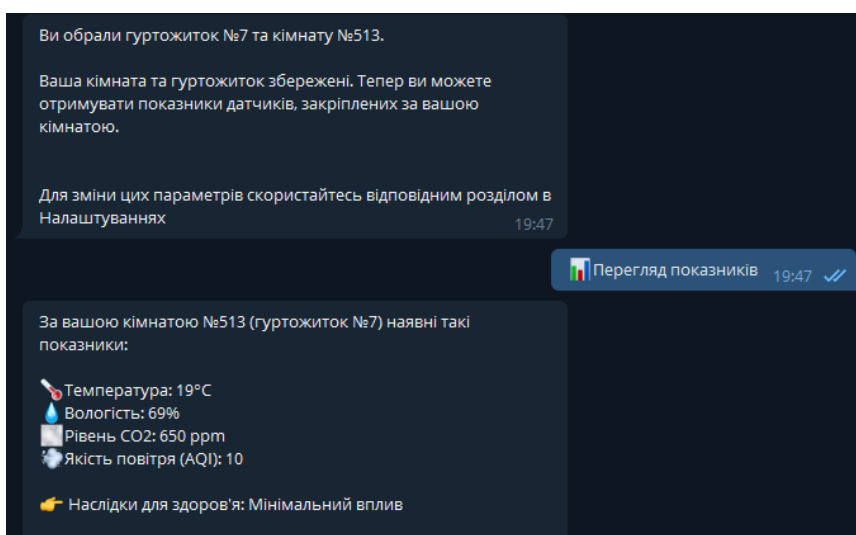 Ви обрали гуртожиток №7 та кімнату №513.
Ваша кімната та гуртожиток збережені. Тепер ви можете
отримувати показники датчиків, закріплених за вашою
кімнатою.
Для зміни цих параметрів скористайтесь відповідним розділом в
Налаштуваннях
19:47
📊Перегляд показників 19:47
За вашою кімнатою №513 (гуртожиток №7) наявні такі
показники:
🌡️Температура: 19°C
💧Вологість: 69%
⬜Рівень CO2: 650 ppm
💨Якість повітря (AQI): 10
👉 Наслідки для здоров'я: Мінімальний вплив